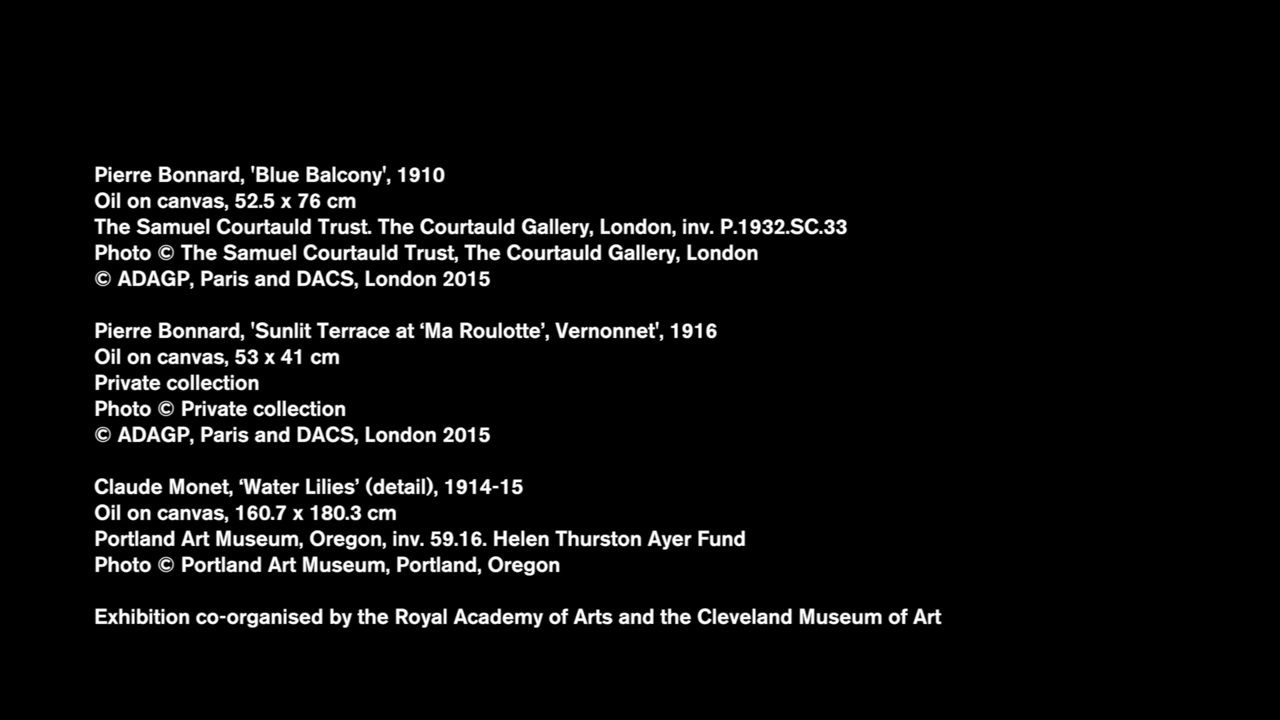 Pierre Bonnard, 'Blue Balcony', 1910
Oil on canvas, 52.5 x 76 cm
The Samuel Courtauld Trust. The Courtauld Gallery, London, inv. P.1932.SC.33
Photo © The Samuel Courtauld Trust, The Courtauld Gallery, London
© ADAGP, Paris and DACS, London 2015
Pierre Bonnard, 'Sunlit Terrace at ‘Ma Roulotte’, Vernonnet', 1916
Oil on canvas, 53 x 41 cm
Private collection
Photo © Private collection
© ADAGP, Paris and DACS, London 2015
Claude Monet, ‘Water Lilies’ (detail), 1914-15
Oil on canvas, 160.7 x 180.3 cm
Portland Art Museum, Oregon, inv. 59.16. Helen Thurston Ayer Fund
Photo © Portland Art Museum, Portland, Oregon
Exhibition co-organised by the Royal Academy of Arts and the Cleveland Museum of Art